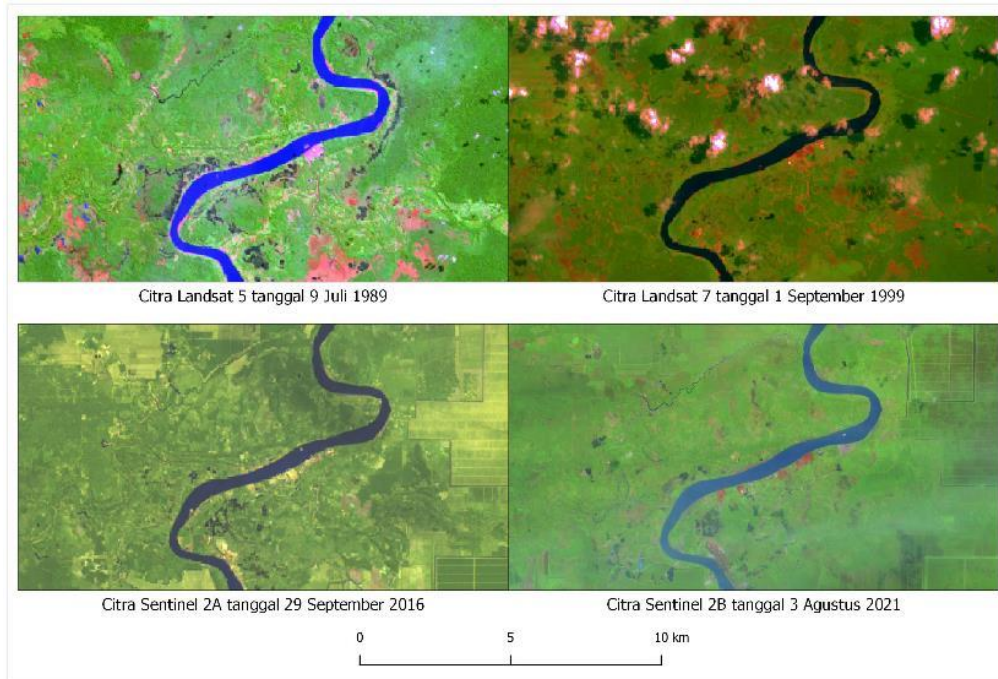 Citra Landsat 5 tanggal 9 Juli 1989
Citra Landsat 7 tanggal 1 September 1999
Citra Sentinel 2A tanggal 29 September 2016
Citra Sentinel 2B tanggal 3 Agustus 2021
0 5 10 km